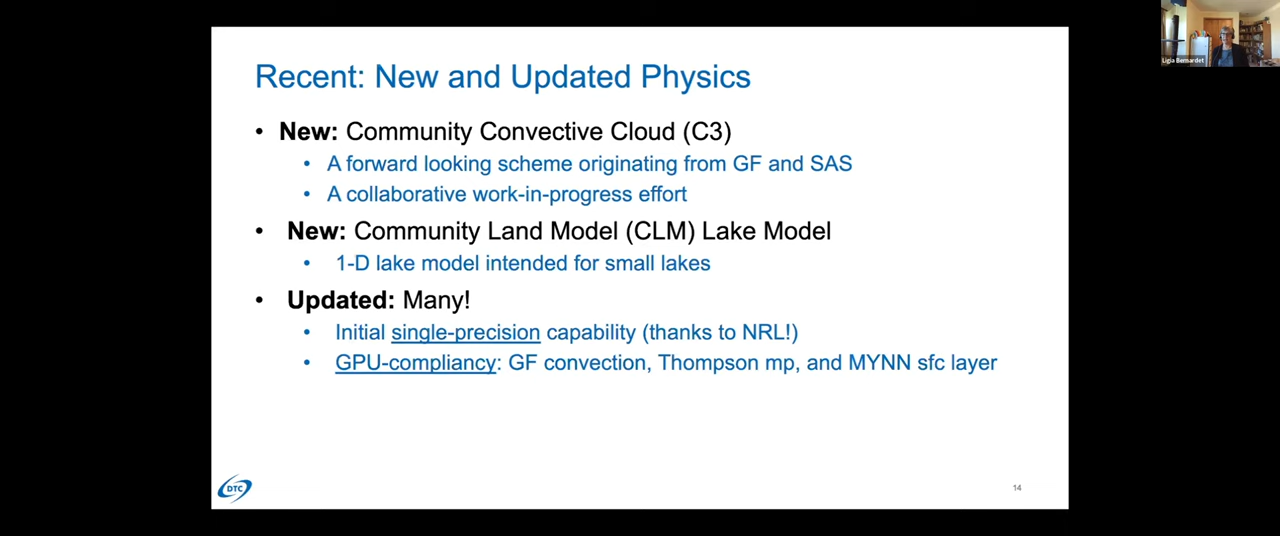 Recent: New and Updated Physics
• New: Community Convective Cloud (C3)
• A forward looking scheme originating from GF and SAS
• A collaborative work-in-progress effort
• New: Community Land Model (CLM) Lake Model
• 1-D lake model intended for small lakes
• Updated: Many!
• Initial single-precision capability (thanks to NRL!)
• GPU-compliancy: GF convection, Thompson mp, and MYNN sfc layer
DTC
14
Ligia Bernardet